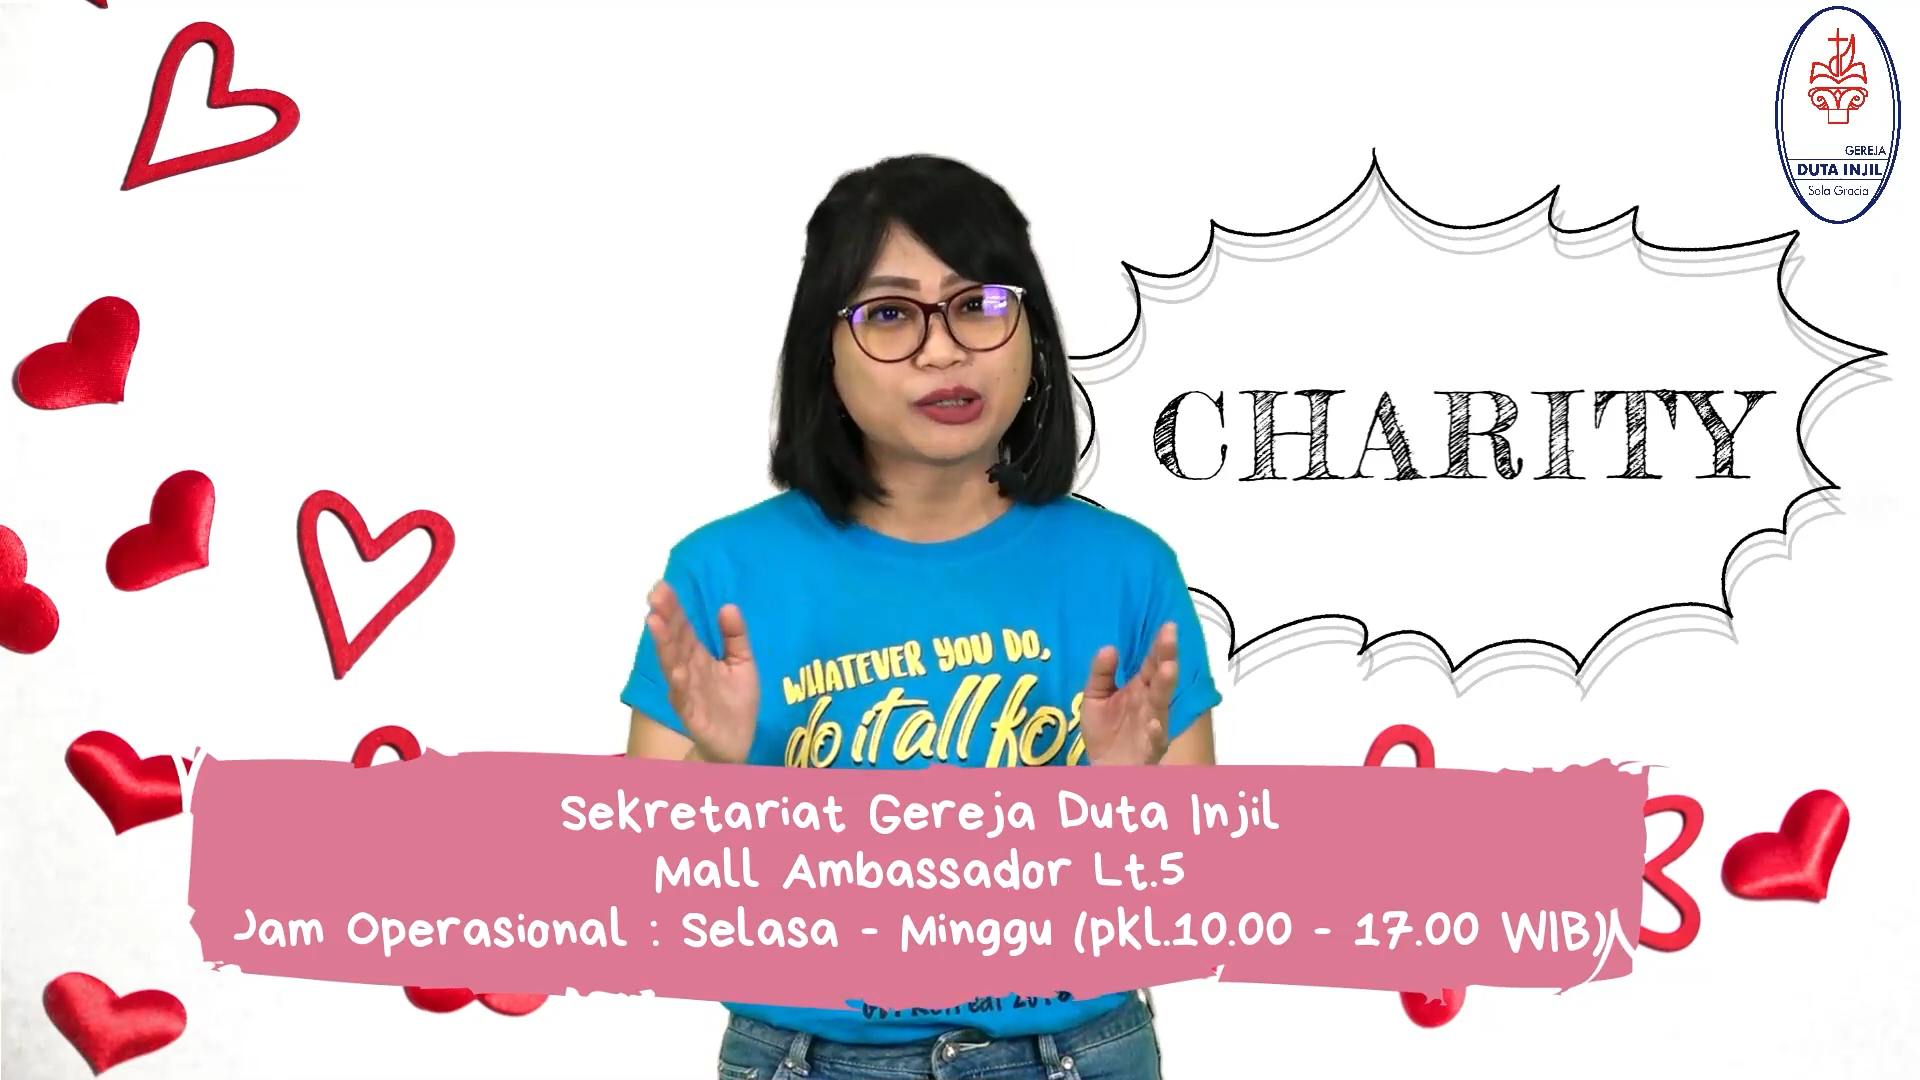 GEREJA
DUTA INJIL
Sola Gracia
CHARITY
WHATEVER YOU DO,
do it all for
Sekretariat Gereja Duta Injil
Mall Ambassador Lt.5
Jam Operasional : Selasa - Minggu (pkl.10.00 - 17.00 WIB)